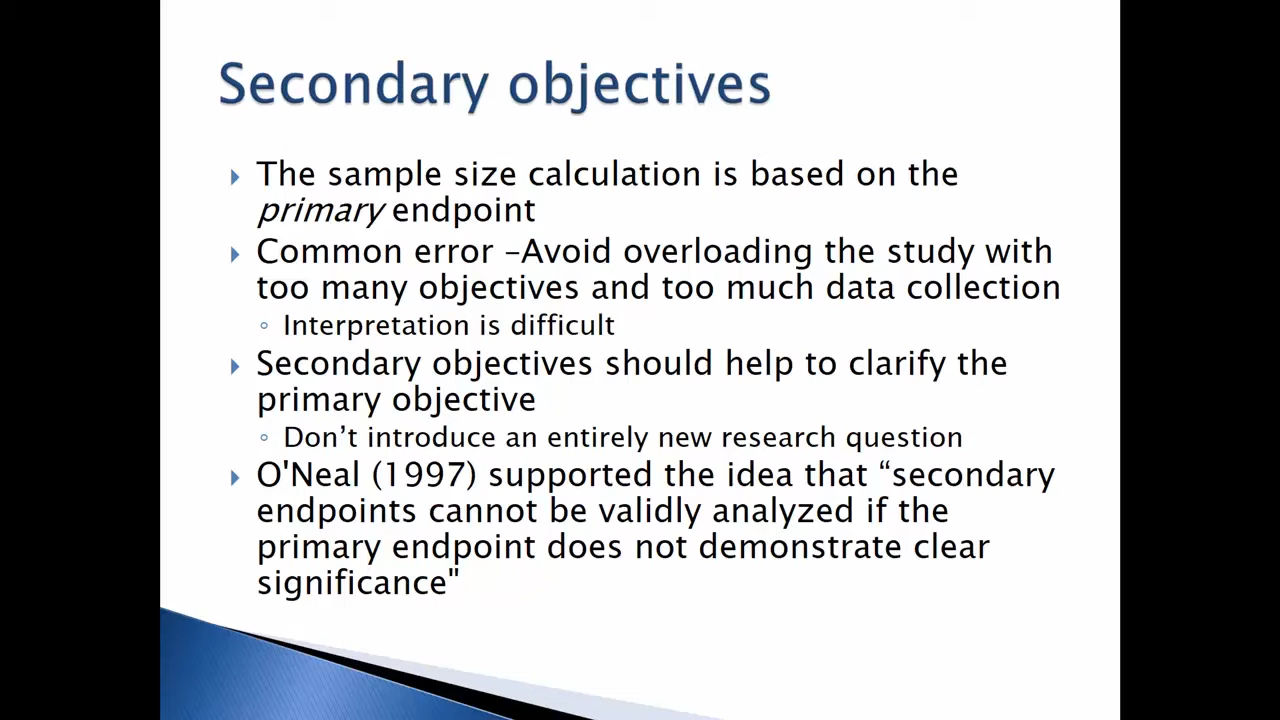 Secondary objectives
The sample size calculation is based on the
primary endpoint
Common error –Avoid overloading the study with
too many objectives and too much data collection
Interpretation is difficult
Secondary objectives should help to clarify the
primary objective
Don’t introduce an entirely new research question
O'Neal (1997) supported the idea that “secondary
endpoints cannot be validly analyzed if the
primary endpoint does not demonstrate clear
significance"